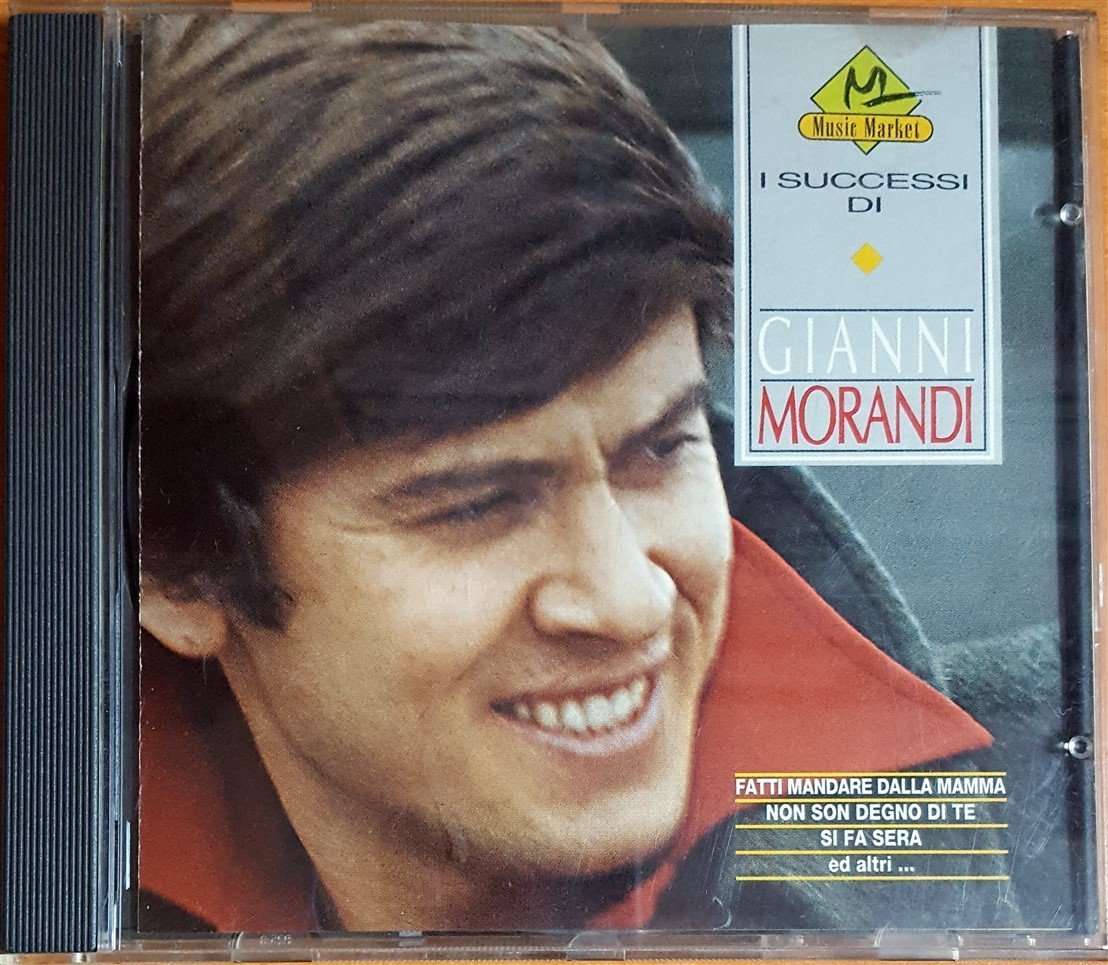 Music Market
I SUCCESSI
DI
GIANNI
MORANDI
FATTI MANDARE DALLA MAMMA
NON SON DEGNO DI TE
SI FA SERA
ed altri ...